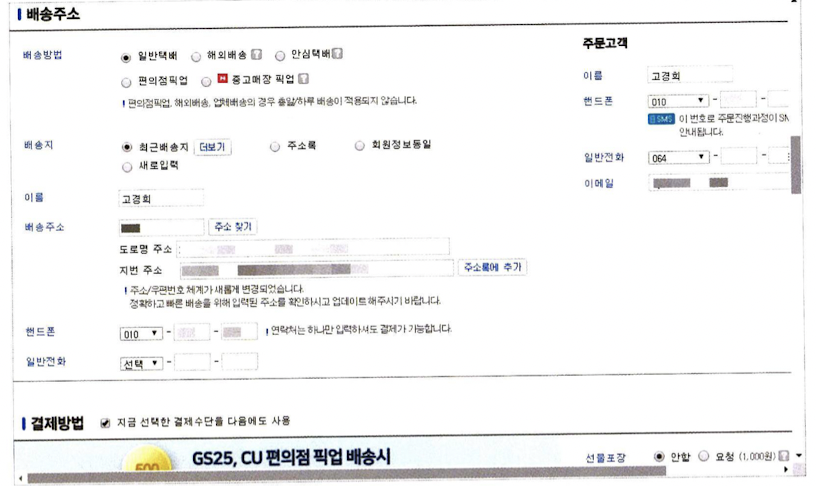 배송주소
배송방법
일반택배 해외배송 ? 안심택배 ?
편의점픽업 중고매장 픽업 ?
! 편의점픽업, 해외배송, 업체배송의 경우 총알/하루 배송이 적용되지 않습니다.
배송지
최근배송지 더보기 주소록 회원정보동일
새로입력
이름 고경희
배송주소 주소 찾기
도로명 주소 :
지번 주소 주소록에 추가
! 주소/우편번호 체계가 새롭게 변경되었습니다.
정확하고 빠른 배송을 위해 입력된 주소를 확인하시고 업데이트 해주시기 바랍니다.
핸드폰 010 ▼ - - ! 연락처는 하나만 입력하셔도 결제가 가능합니다.
일반전화 선택 ▼ - -
주문고객
이름 고경희
핸드폰 010 ▼ - -
SMS 이 번호로 주문진행과정이 SM
안내됩니다.
일반전화 064 ▼ - -
이메일
결제방법 지금 선택한 결제수단을 다음에도 사용
500
GS25, CU 편의점 픽업 배송시
선물포장 안함 요청 (1,000원) ?